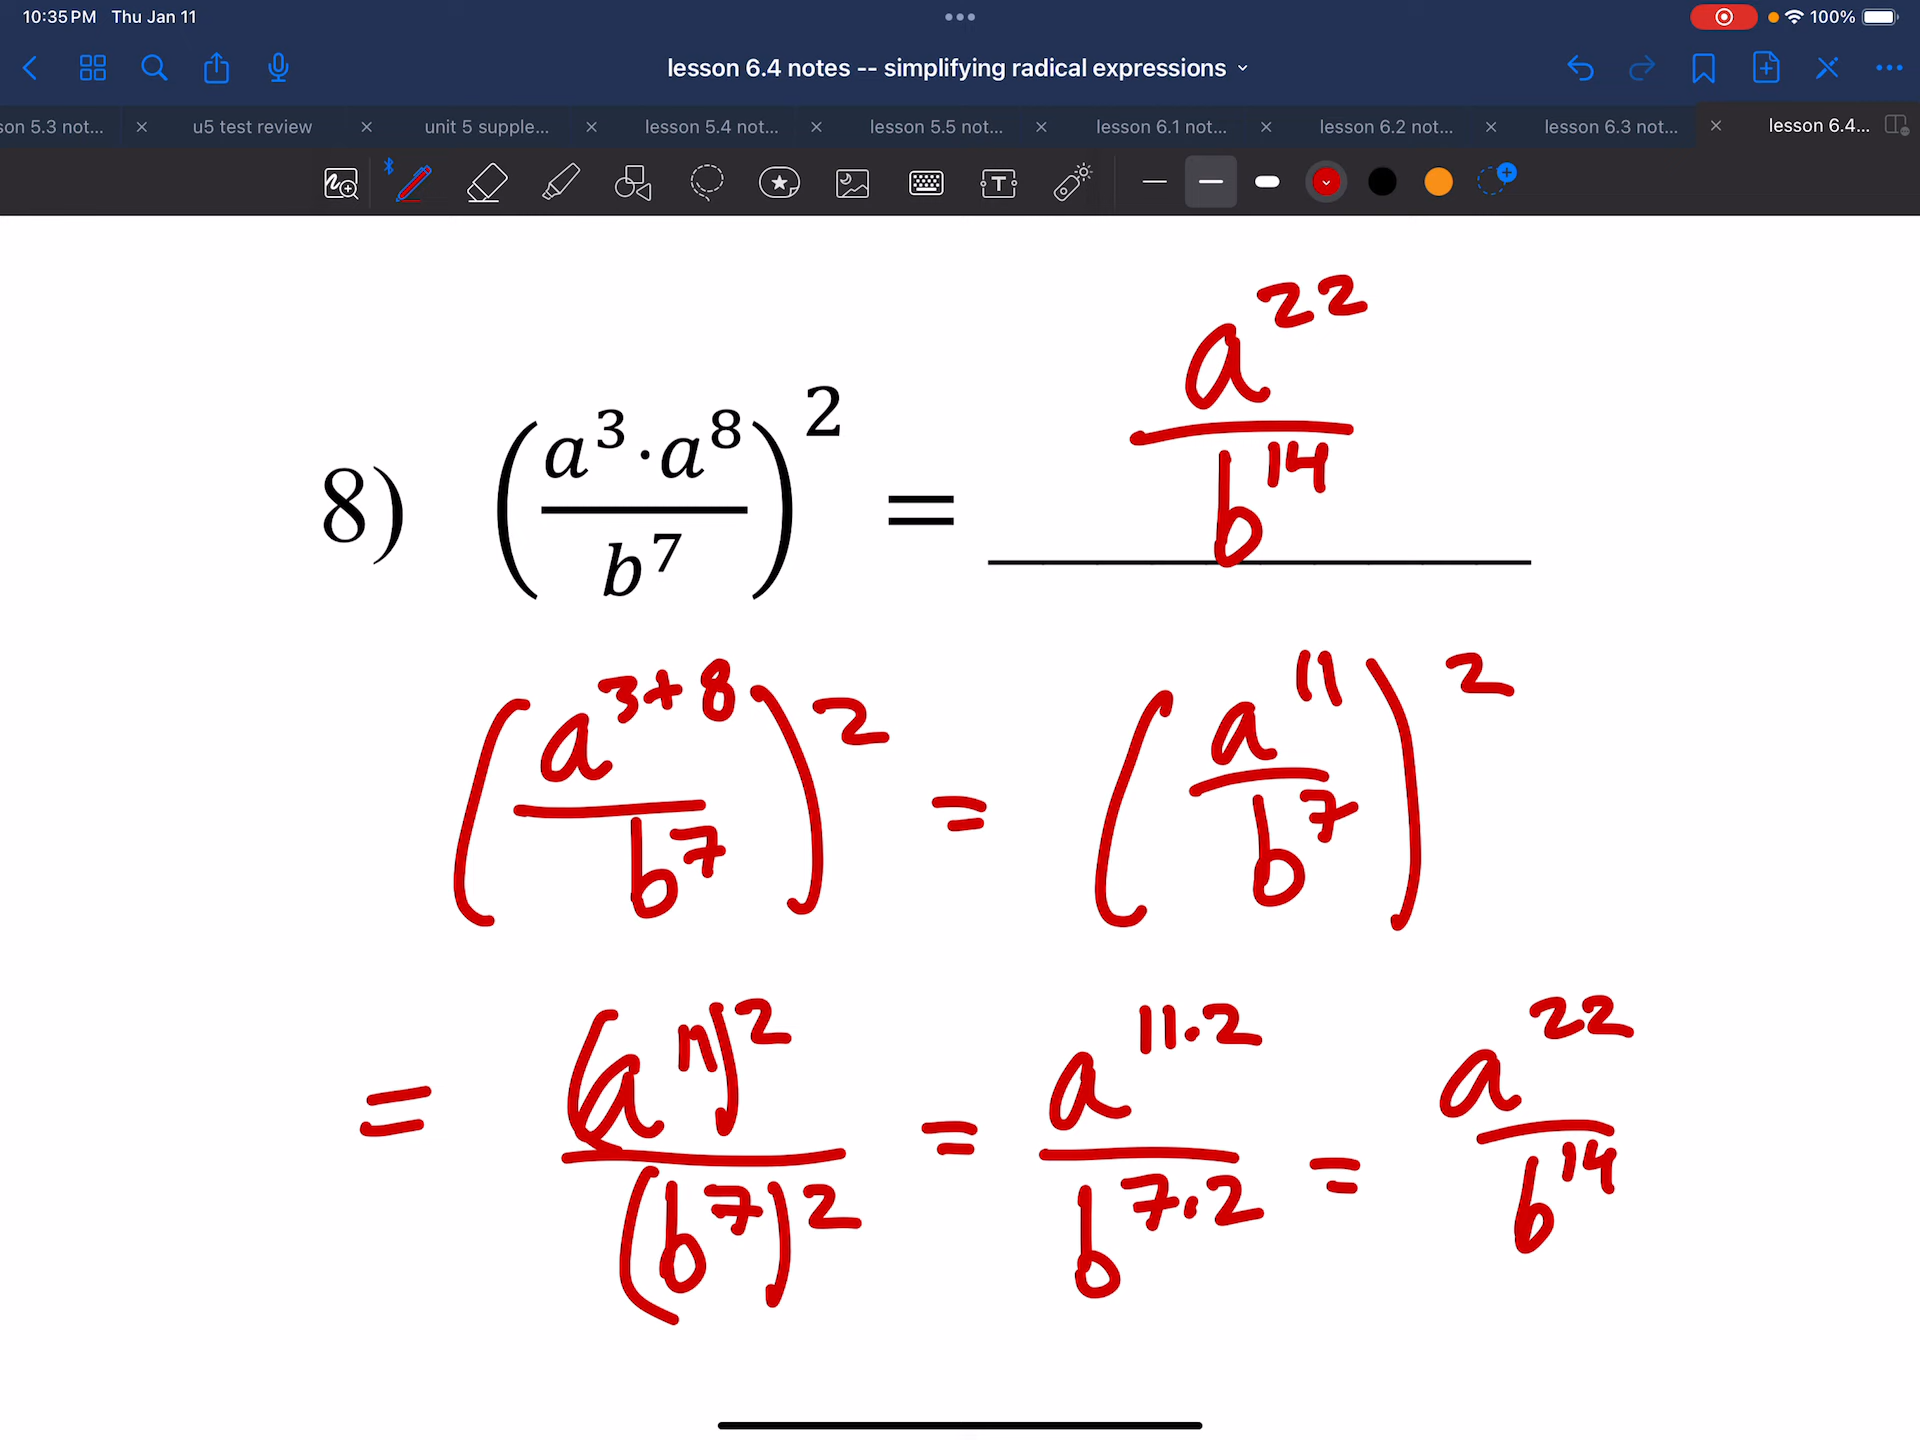 10:35 PM Thu Jan 11 100%
lesson 6.4 notes -- simplifying radical expressions
son 5.3 not... u5 test review unit 5 supple... lesson 5.4 not... lesson 5.5 not... lesson 6.1 not... lesson 6.2 not... lesson 6.3 not... lesson 6.4...
T
8) (a^3·a^8/b^7)^2 = a^22/b^14
(a^3+8/b^7)^2 = (a^11/b^7)^2
= (a^11)^2/(b^7)^2 = a^11·2/b^7·2 = a^22/b^14